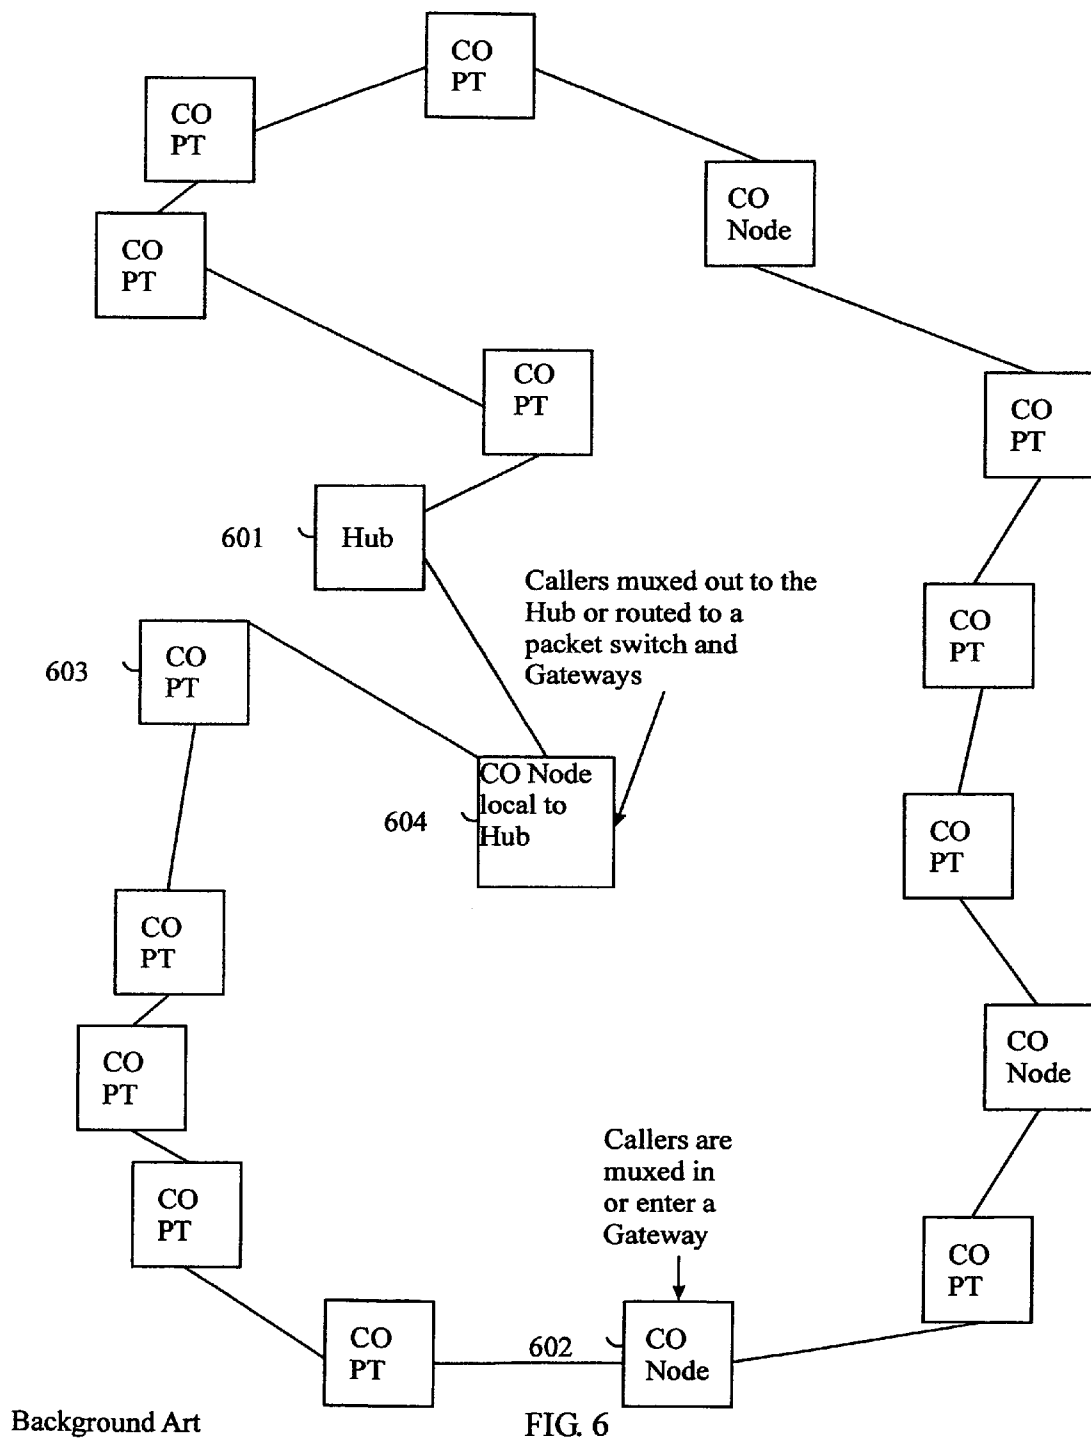 CO
PT
CO
PT
CO
Node
CO
PT
CO
PT
CO
PT
601
Hub
Callers muxed out to the
Hub or routed to a
packet switch and
Gateways
CO
PT
603
CO
PT
CO Node
local to
Hub
604
CO
PT
CO
PT
CO
Node
CO
PT
Callers are
muxed in
or enter a
Gateway
CO
PT
CO
PT
CO
PT
602
CO
Node
Background Art
FIG. 6